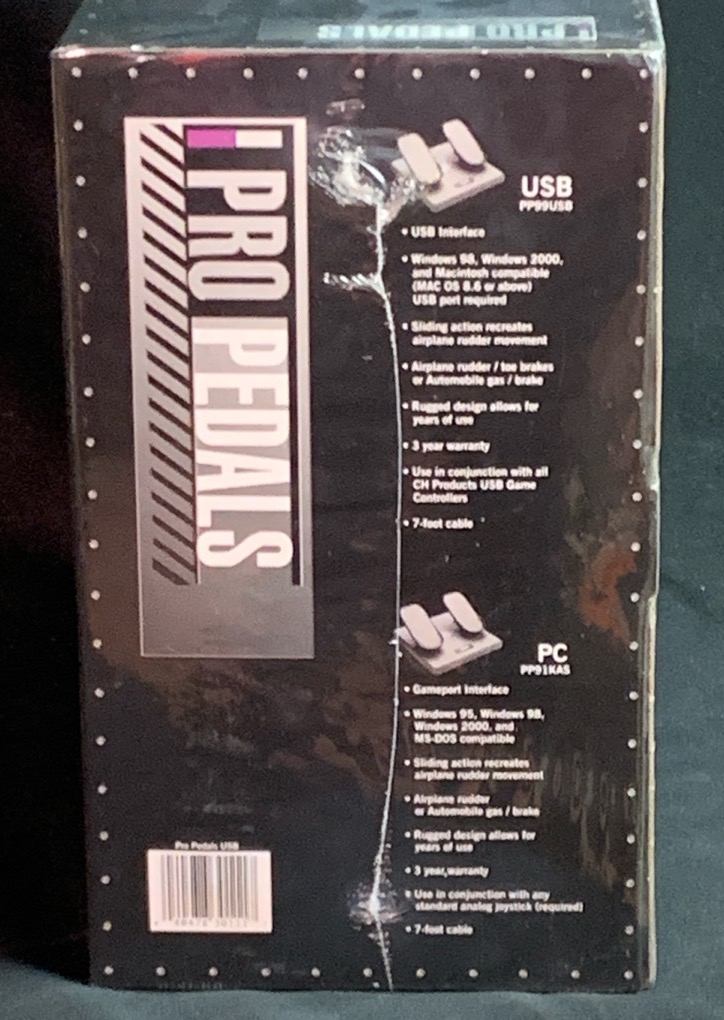 PRO PEDALS
PRO PEDALS
USB
PP99USB
• USB Interface
• Windows 98, Windows 2000,
and Macintosh compatible
(MAC OS 8.6 or above)
USB port required
• Sliding action recreates
airplane rudder movement
• Airplane rudder / toe brakes
or Automobile gas / brake
• Rugged design allows for
years of use
• 3 year warranty
• Use in conjunction with all
CH Products USB Game
Controllers
• 7-foot cable
PC
PP91KAS
• Gameport Interface
• Windows 95, Windows 98,
Windows 2000, and
MS-DOS compatible
• Sliding action recreates
airplane rudder movement
• Airplane rudder
or Automobile gas / brake
• Rugged design allows for
years of use
• 3 year warranty
• Use in conjunction with any
standard analog joystick (required)
• 7-foot cable
Pro Pedals USB